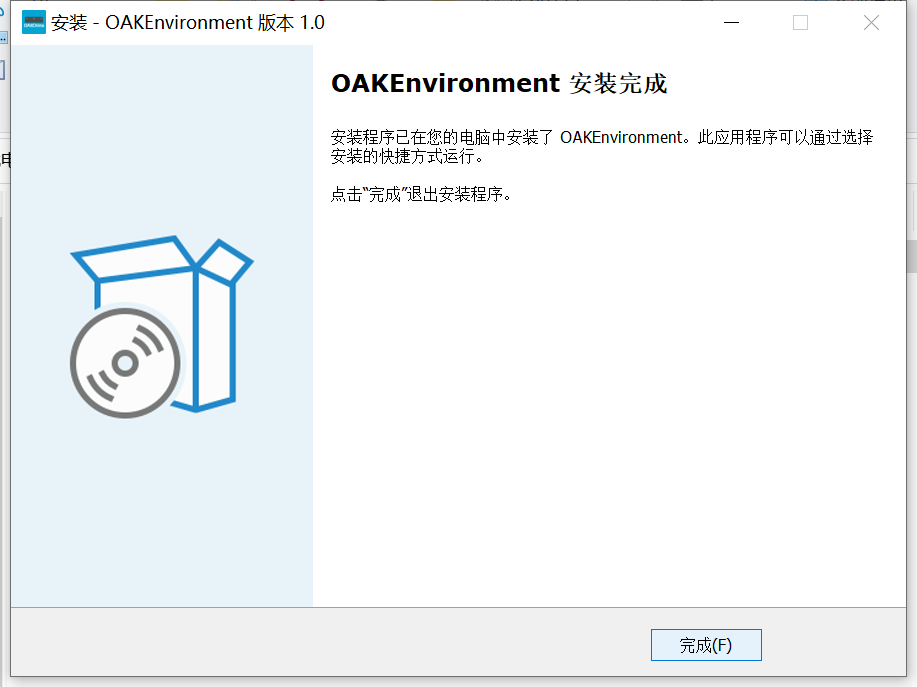 安装 - OAKEnvironment 版本 1.0
OAKEnvironment 安装完成
安装程序已在您的电脑中安装了 OAKEnvironment。此应用程序可以通过选择
安装的快捷方式运行。
点击“完成”退出安装程序。
完成(F)